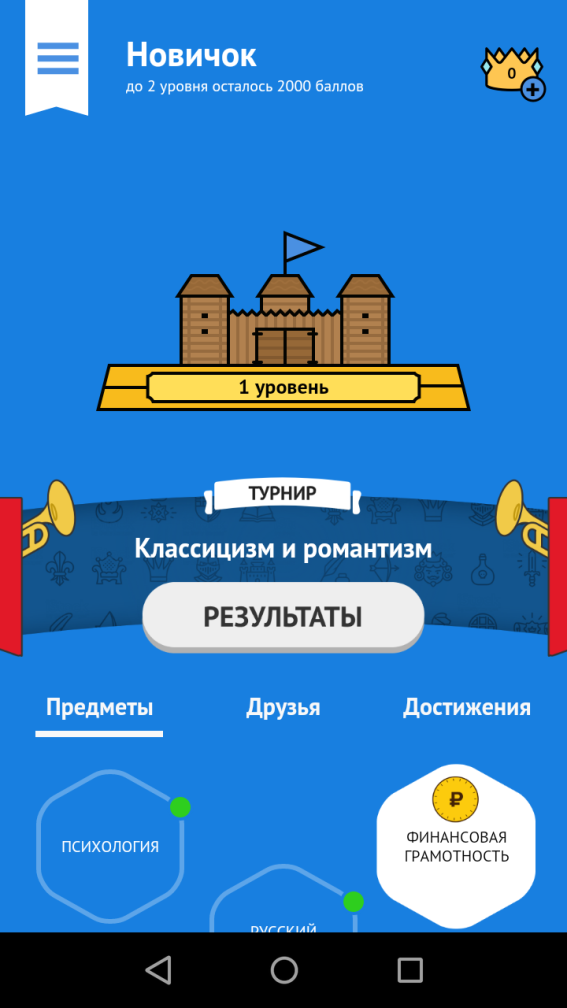 Новичок
до 2 уровня осталось 2000 баллов
0
1 уровень
ТУРНИР
Классицизм и романтизм
РЕЗУЛЬТАТЫ
Предметы
Друзья
Достижения
ПСИХОЛОГИЯ
₽
ФИНАНСОВАЯ
ГРАМОТНОСТЬ
РУССКИЙ